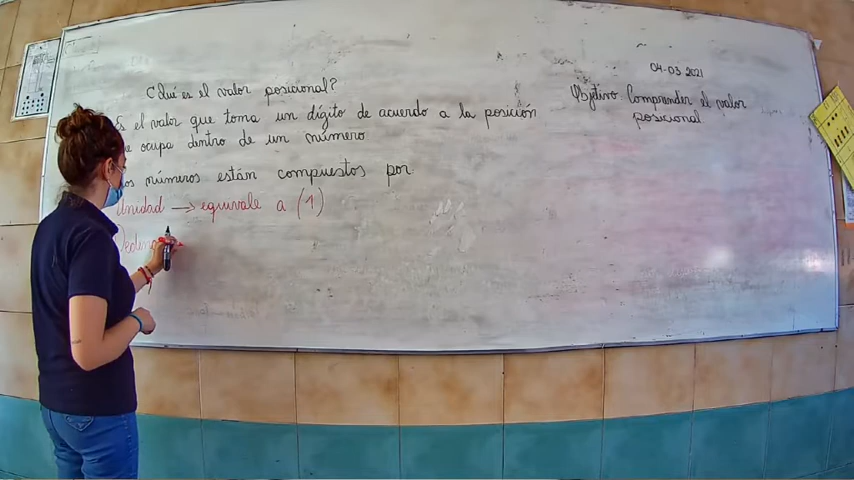 ¿Qué es el valor posicional?
Es el valor que toma un dígito de acuerdo a la posición
ocupa dentro de un número
números están compuestos por
Unidad → equivale a (1)
04-03-2021
Objetivo Comprender el valor
posicional